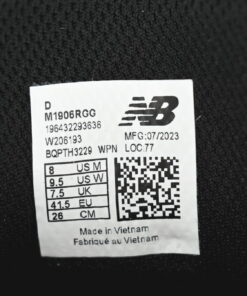 D
M1906RGG
196432293636
W206193
BQPTH3229 WPN
NB
MFG:07/2023
LOC:77
8 US M
9.5 US W
7.5 UK
41.5 EU
26 CM
Made in Vietnam
Fabriqué au Vietnam